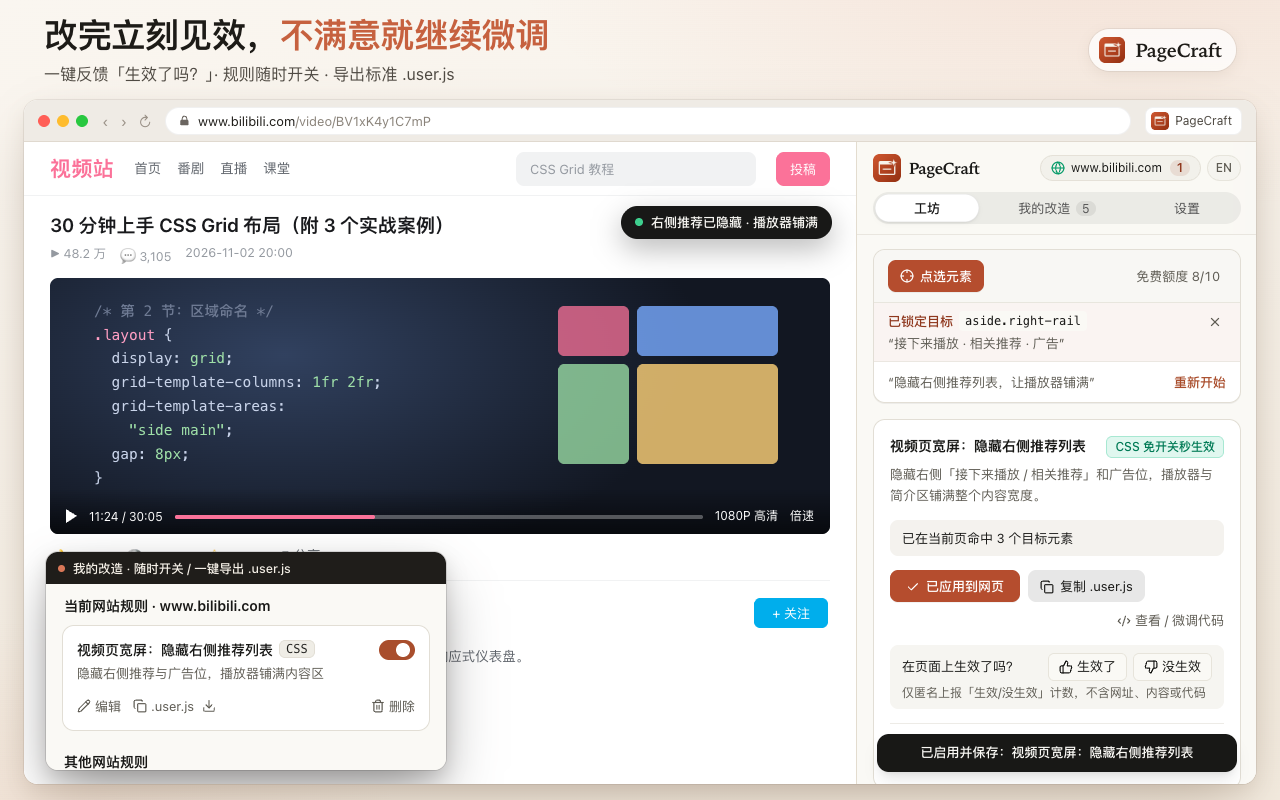 改完立刻见效，不满意就继续微调
一键反馈「生效了吗？」· 规则随时开关 · 导出标准 .user.js
PageCraft
www.bilibili.com/video/BV1xK4y1C7mP
PageCraft
视频站 首页 番剧 直播 课堂
CSS Grid 教程
投稿
30 分钟上手 CSS Grid 布局（附 3 个实战案例）
48.2 万 3,105 2026-11-02 20:00
右侧推荐已隐藏 · 播放器铺满
/* 第 2 节：区域命名 */
.layout {
display: grid;
grid-template-columns: 1fr 2fr;
grid-template-areas:
"side main";
gap: 8px;
}
11:24 / 30:05
1080P 高清 倍速
+ 关注
应式仪表盘。
我的改造 · 随时开关 / 一键导出 .user.js
当前网站规则 · www.bilibili.com
视频页宽屏：隐藏右侧推荐列表 CSS
隐藏右侧推荐与广告位，播放器铺满内容区
编辑 .user.js 删除
其他网站规则
PageCraft
www.bilibili.com 1
EN
工坊 我的改造 5 设置
点选元素
免费额度 8/10
已锁定目标 aside.right-rail
“接下来播放 · 相关推荐 · 广告”
“隐藏右侧推荐列表，让播放器铺满” 重新开始
视频页宽屏：隐藏右侧推荐列表 CSS 免开关秒生效
隐藏右侧「接下来播放 / 相关推荐」和广告位，播放器与
简介区铺满整个内容宽度。
已在当前页命中 3 个目标元素
已应用到网页 复制 .user.js
查看 / 微调代码
在页面上生效了吗? 生效了 没生效
仅匿名上报「生效/没生效」计数，不含网址、内容或代码
已启用并保存：视频页宽屏：隐藏右侧推荐列表